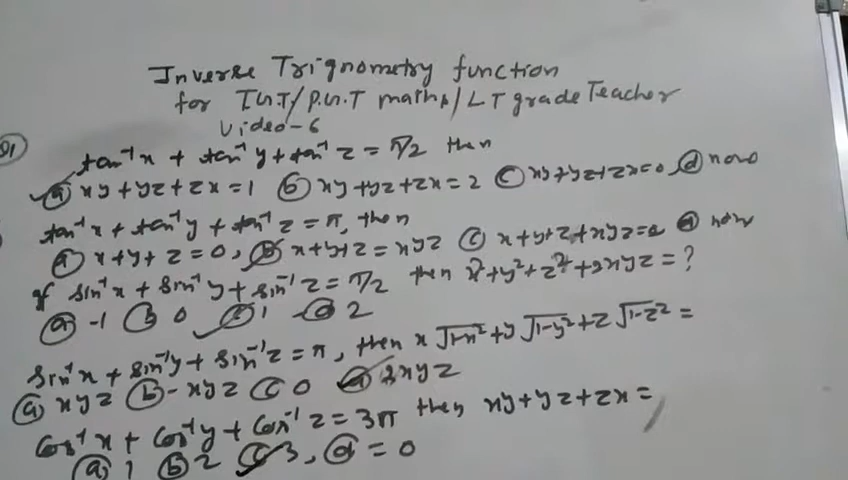 Inverse Trignometry function
for T.G.T/P.G.T maths/LT grade Teacher
Video-6
Q1 tan⁻¹x + tan⁻¹y + tan⁻¹z = π/2 then
(a) xy + yz + zx = 1 (b) xy + yz + zx = 2 (c) xy + yz + zx = 0, (d) none
tan⁻¹x + tan⁻¹y + tan⁻¹z = π, then
(a) x + y + z = 0, (b) x + y + z = xyz (c) x + y + z + xyz = 0 (d) none
If sin⁻¹x + sin⁻¹y + sin⁻¹z = π/2 then x² + y² + z² + 2xyz = ?
(a) -1 (b) 0 (c) 1 (d) 2
sin⁻¹x + sin⁻¹y + sin⁻¹z = π, then x√1-x² + y√1-y² + z√1-z² =
(a) xyz (b) -xyz (c) 0 (d) 2xyz
cos⁻¹x + cos⁻¹y + cos⁻¹z = 3π then xy + yz + zx =
(a) 1 (b) 2 (c) 3, (d) = 0